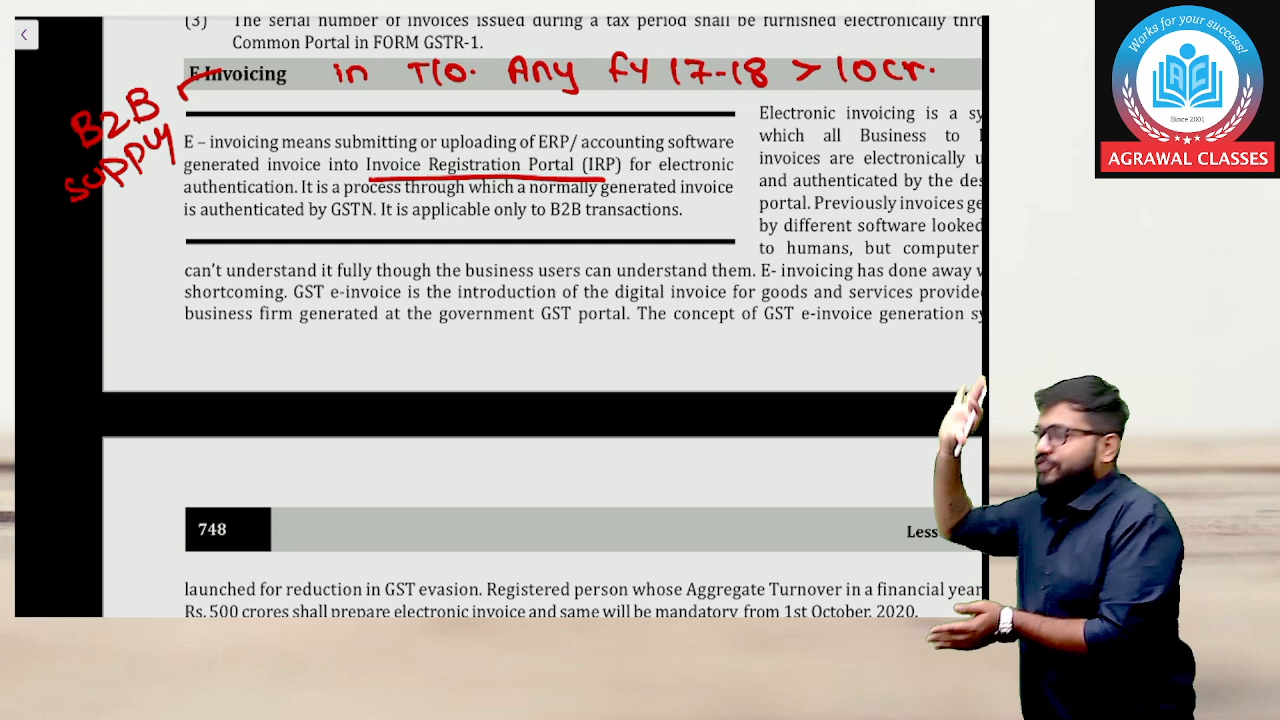 (3) The serial number of invoices issued during a tax period shall be furnished electronically thr
Common Portal in FORM GSTR-1.
E-Invoicing in T/O. Any fy 17-18 > 10Cr.
B2B
supply
E – invoicing means submitting or uploading of ERP/ accounting software
generated invoice into Invoice Registration Portal (IRP) for electronic
authentication. It is a process through which a normally generated invoice
is authenticated by GSTN. It is applicable only to B2B transactions.
Electronic invoicing is a sy
which all Business to
invoices are electronically u
and authenticated by the des
portal. Previously invoices ge
by different software looked
to humans, but computer
can't understand it fully though the business users can understand them. E- invoicing has done away w
shortcoming. GST e-invoice is the introduction of the digital invoice for goods and services provide
business firm generated at the government GST portal. The concept of GST e-invoice generation sy
748
Less
launched for reduction in GST evasion. Registered person whose Aggregate Turnover in a financial year
Rs. 500 crores shall prepare electronic invoice and same will be mandatory from 1st October, 2020.
Works for your success!
AC
Since 2001
AGRAWAL CLASSES